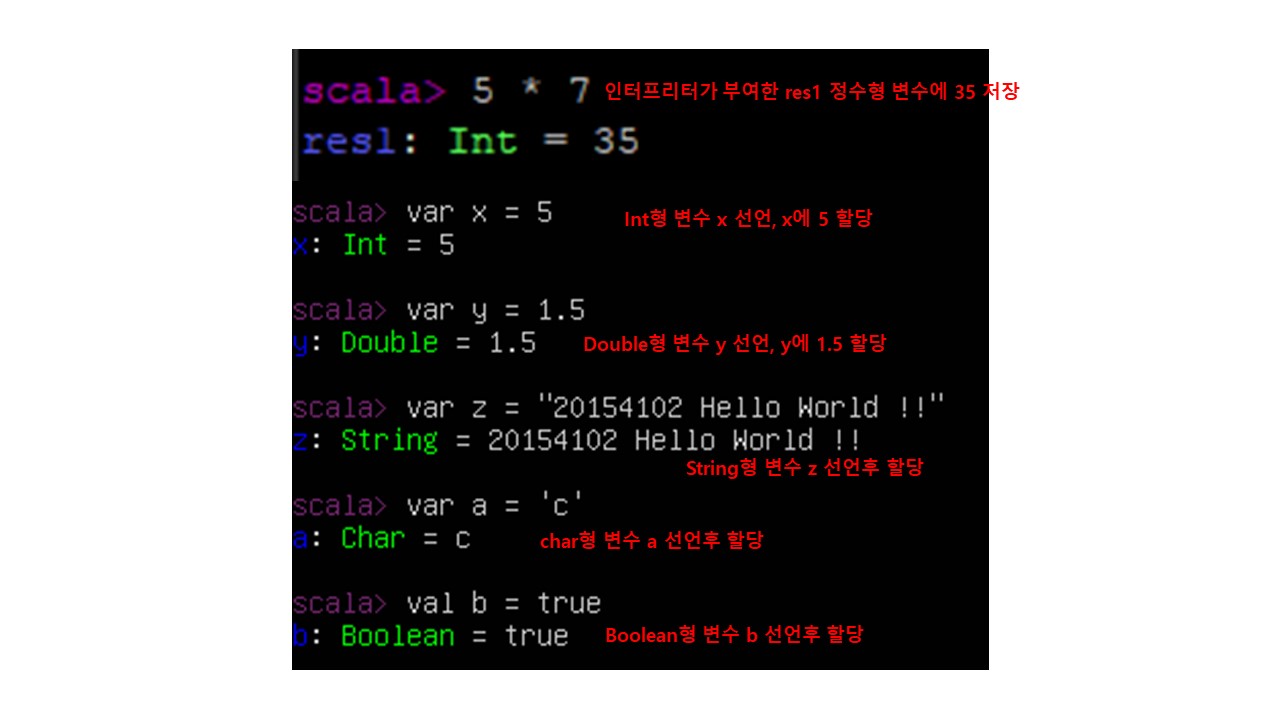 scala> 5 * 7 인터프리터가 부여한 res1 정수형 변수에 35 저장
res1: Int = 35
scala> var x = 5
Int형 변수 x 선언, x에 5 할당
x: Int = 5
scala> var y = 1.5
y: Double = 1.5 Double형 변수 y 선언, y에 1.5 할당
scala> var z = "20154102 Hello World !!"
z: String = 20154102 Hello World !!
String형 변수 z 선언후 할당
scala> var a = 'c'
a: Char = c char형 변수 a 선언후 할당
scala> val b = true
b: Boolean = true Boolean형 변수 b 선언후 할당